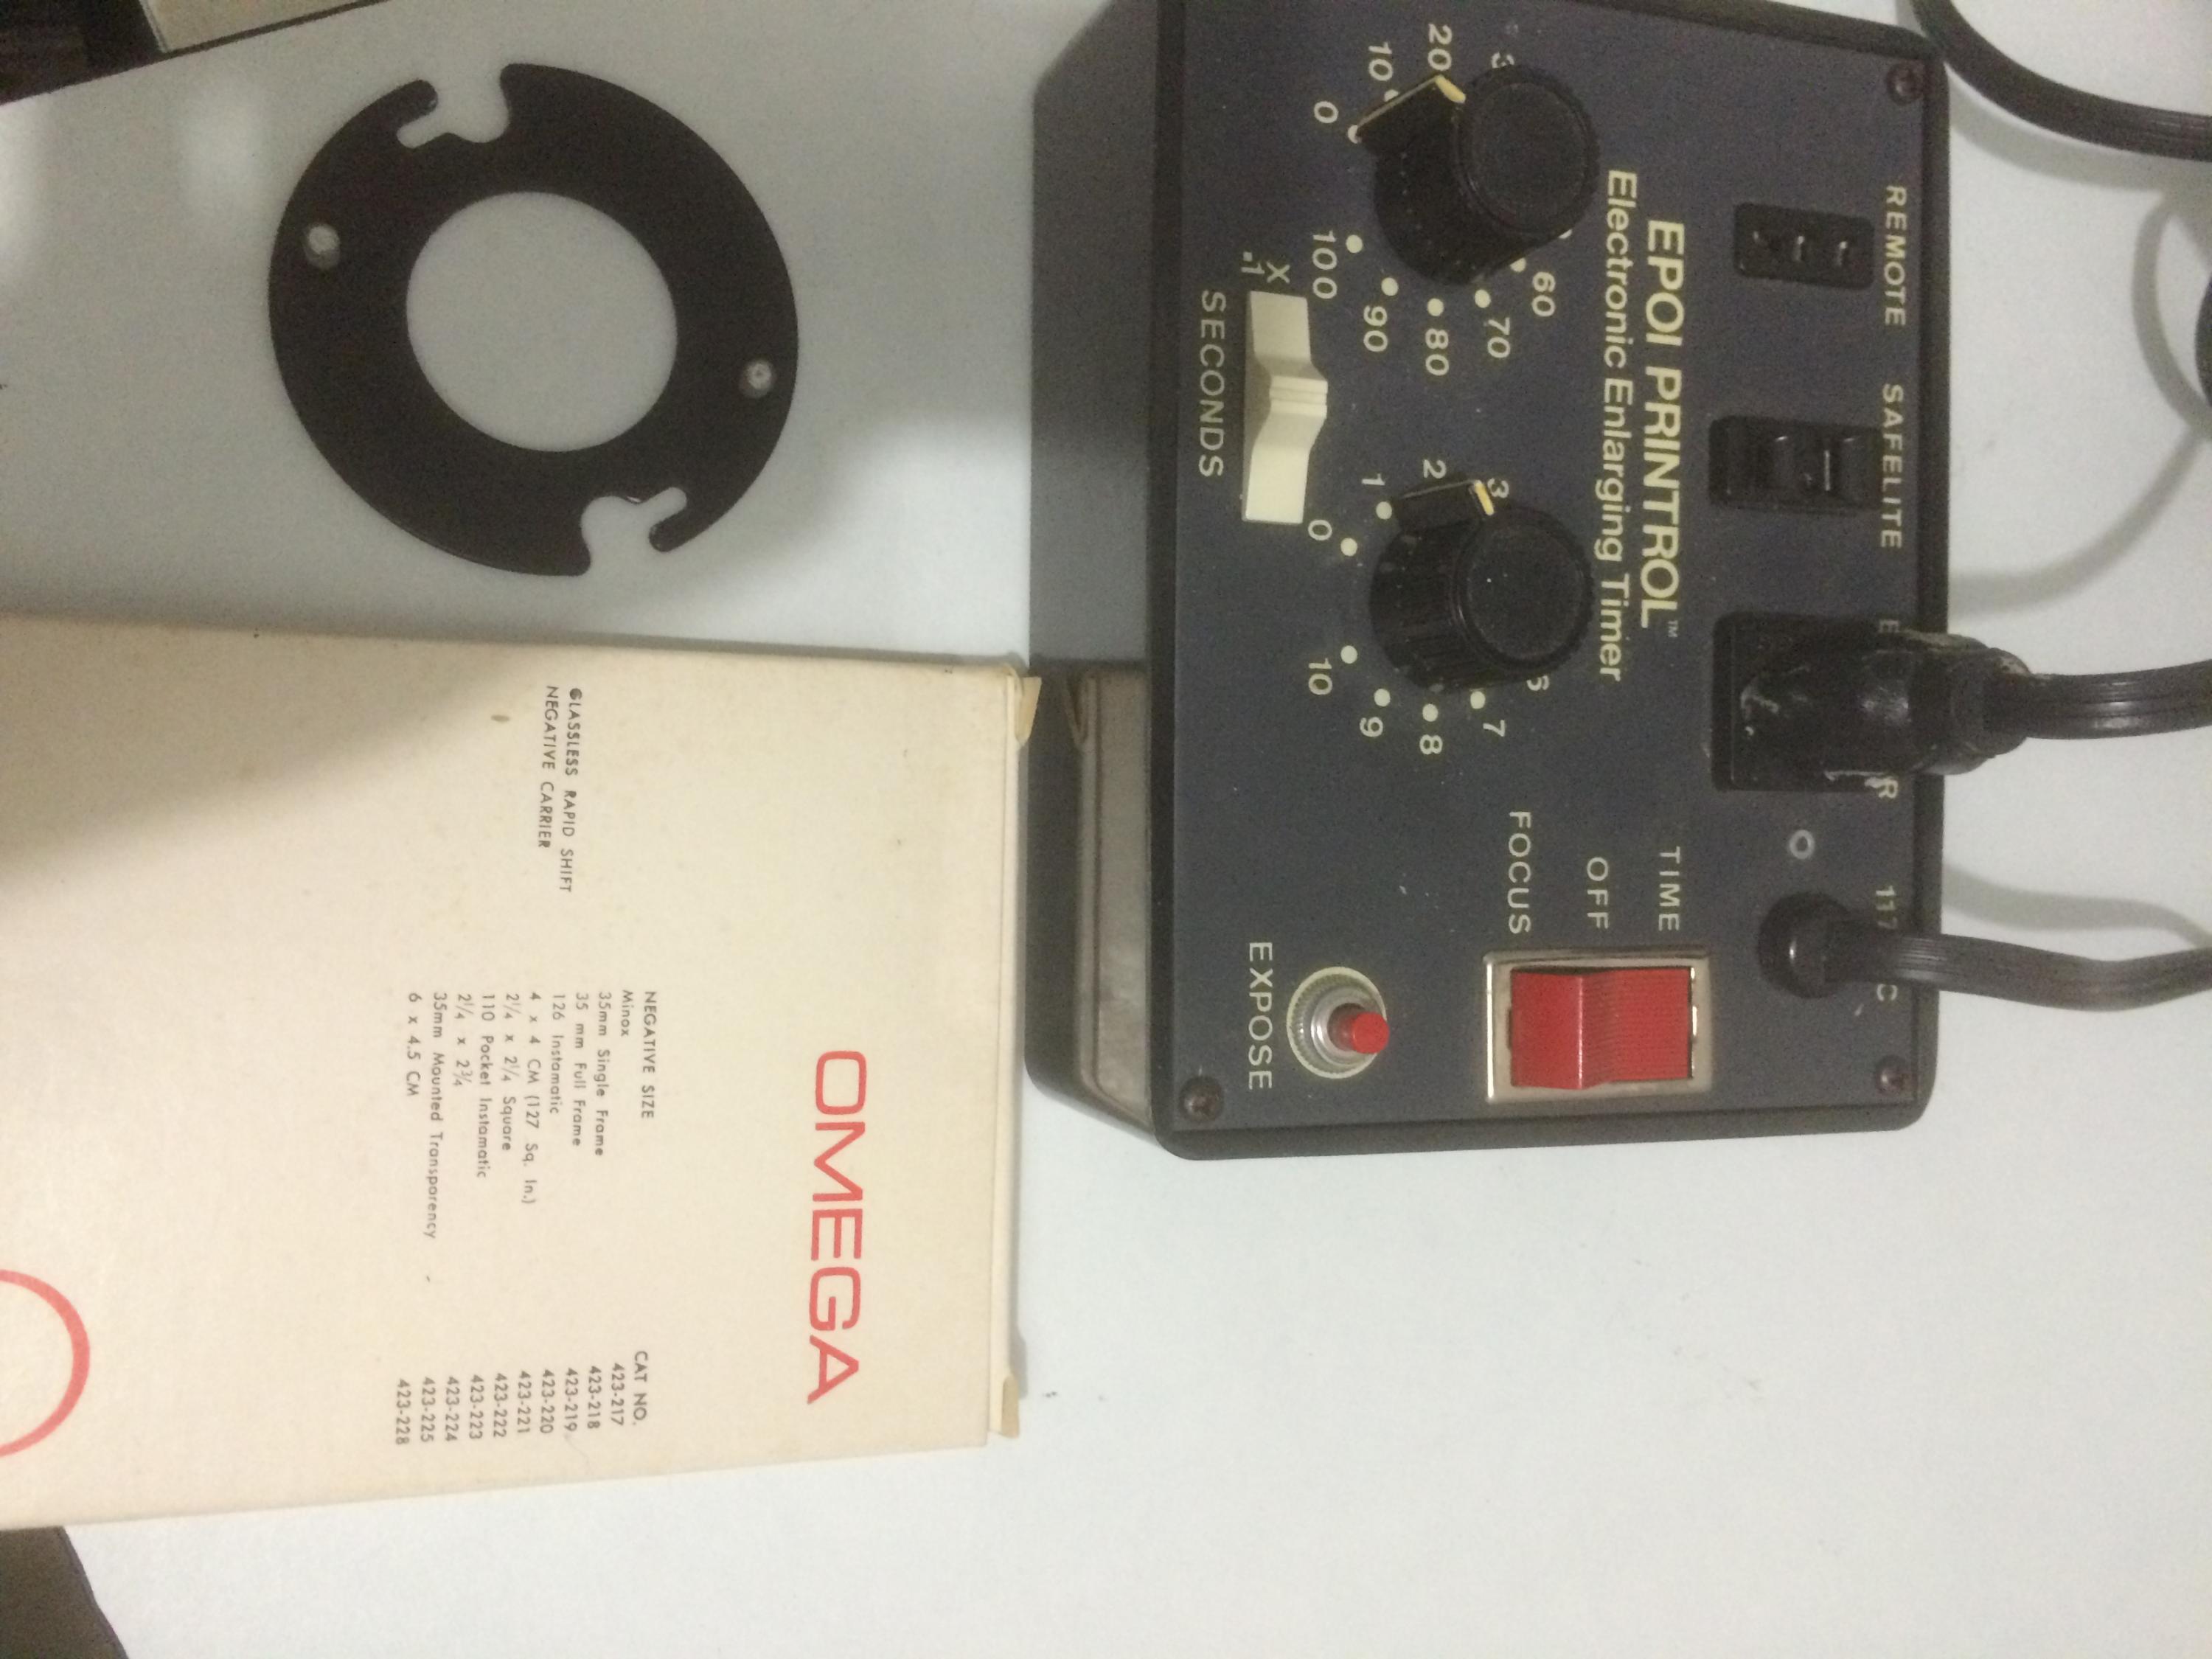 REMOTE SAFELITE
EPOI PRINTROL™
Electronic Enlarging Timer
TIME
OFF
FOCUS
EXPOSE
0
10
20
60
70
80
90
100
X
.1
SECONDS
0
1
2
3
7
8
9
10
OMEGA
NEGATIVE SIZE CAT NO.
Minox 423-217
35mm Single Frame 423-218
35 mm Full Frame 423-219
126 Instamatic 423-220
4 x 4 CM (127 Sq. In.) 423-221
2¼ x 2¼ Square 423-222
110 Pocket Instamatic 423-223
2¼ x 2¾ 423-224
35mm Mounted Transparency 423-225
6 x 4.5 CM 423-228
GLASSLESS RAPID SHIFT
NEGATIVE CARRIER